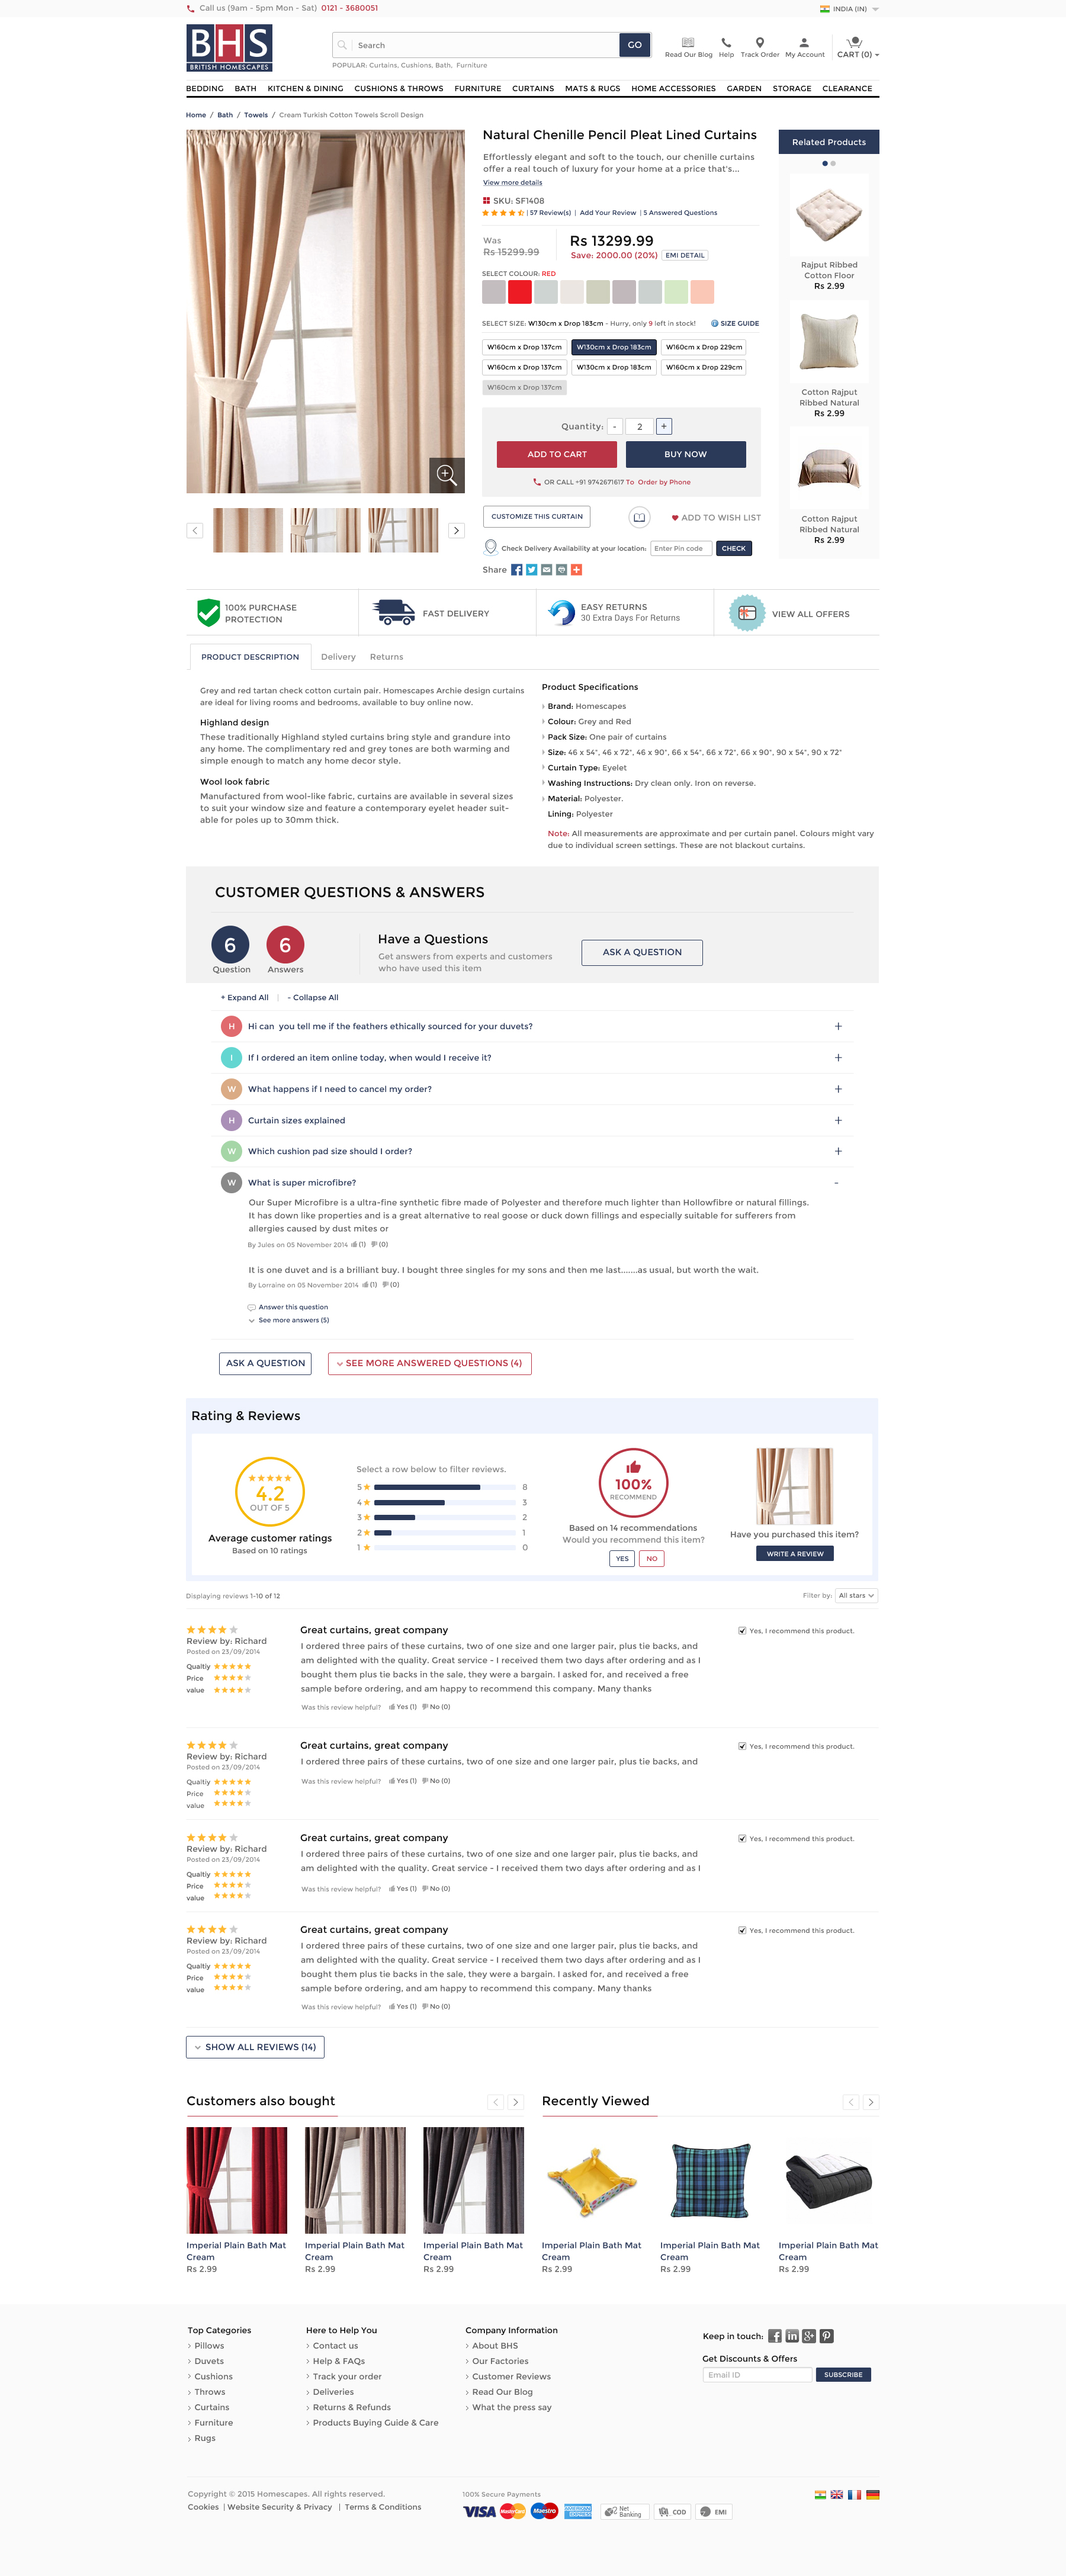 Call us (9am - 5pm Mon - Sat) 0121 - 3680051
INDIA (IN)
BHS
BRITISH HOMESCAPES
Search
GO
POPULAR: Curtains, Cushions, Bath, Furniture
Read Our Blog
Help
Track Order
My Account
CART (0)
BEDDING BATH KITCHEN & DINING CUSHIONS & THROWS FURNITURE CURTAINS MATS & RUGS HOME ACCESSORIES GARDEN STORAGE CLEARANCE
Home / Bath / Towels / Cream Turkish Cotton Towels Scroll Design
Natural Chenille Pencil Pleat Lined Curtains
Effortlessly elegant and soft to the touch, our chenille curtains
offer a real touch of luxury for your home at a price that's...
View more details
SKU: SF1408
| 57 Review(s) | Add Your Review | 5 Answered Questions
Was
Rs 15299.99
Rs 13299.99
Save: 2000.00 (20%)
EMI DETAIL
SELECT COLOUR: RED
SELECT SIZE: W130cm x Drop 183cm - Hurry, only 9 left in stock!
SIZE GUIDE
W160cm x Drop 137cm
W130cm x Drop 183cm
W160cm x Drop 229cm
W160cm x Drop 137cm
W130cm x Drop 183cm
W160cm x Drop 229cm
W160cm x Drop 137cm
Quantity: - 2 +
ADD TO CART
BUY NOW
OR CALL +91 9742671617 To Order by Phone
CUSTOMIZE THIS CURTAIN
ADD TO WISH LIST
Check Delivery Availability at your location:
Enter Pin code
CHECK
Share
Related Products
Rajput Ribbed
Cotton Floor
Rs 2.99
Cotton Rajput
Ribbed Natural
Rs 2.99
Cotton Rajput
Ribbed Natural
Rs 2.99
100% PURCHASE
PROTECTION
FAST DELIVERY
EASY RETURNS
30 Extra Days For Returns
VIEW ALL OFFERS
PRODUCT DESCRIPTION
Delivery
Returns
Grey and red tartan check cotton curtain pair. Homescapes Archie design curtains
are ideal for living rooms and bedrooms, available to buy online now.
Highland design
These traditionally Highland styled curtains bring style and grandure into
any home. The complimentary red and grey tones are both warming and
simple enough to match any home decor style.
Wool look fabric
Manufactured from wool-like fabric, curtains are available in several sizes
to suit your window size and feature a contemporary eyelet header suit-
able for poles up to 30mm thick.
Product Specifications
Brand: Homescapes
Colour: Grey and Red
Pack Size: One pair of curtains
Size: 46 x 54", 46 x 72", 46 x 90", 66 x 54", 66 x 72", 66 x 90", 90 x 54", 90 x 72"
Curtain Type: Eyelet
Washing Instructions: Dry clean only. Iron on reverse.
Material: Polyester.
Lining: Polyester
Note: All measurements are approximate and per curtain panel. Colours might vary
due to individual screen settings. These are not blackout curtains.
CUSTOMER QUESTIONS & ANSWERS
6
Question
6
Answers
Have a Questions
Get answers from experts and customers
who have used this item
ASK A QUESTION
+ Expand All | - Collapse All
H Hi can you tell me if the feathers ethically sourced for your duvets? +
I If I ordered an item online today, when would I receive it? +
W What happens if I need to cancel my order? +
H Curtain sizes explained +
W Which cushion pad size should I order? +
W What is super microfibre? -
Our Super Microfibre is a ultra-fine synthetic fibre made of Polyester and therefore much lighter than Hollowfibre or natural fillings.
It has down like properties and is a great alternative to real goose or duck down fillings and especially suitable for sufferers from
allergies caused by dust mites or
By Jules on 05 November 2014 (1) (0)
It is one duvet and is a brilliant buy. I bought three singles for my sons and then me last.......as usual, but worth the wait.
By Lorraine on 05 November 2014 (1) (0)
Answer this question
See more answers (5)
ASK A QUESTION
SEE MORE ANSWERED QUESTIONS (4)
Rating & Reviews
4.2
OUT OF 5
Average customer ratings
Based on 10 ratings
Select a row below to filter reviews.
5 8
4 3
3 2
2 1
1 0
100%
RECOMMEND
Based on 14 recommendations
Would you recommend this item?
YES
NO
Have you purchased this item?
WRITE A REVIEW
Displaying reviews 1-10 of 12
Filter by: All stars
Review by: Richard
Posted on 23/09/2014
Qualtiy
Price
value
Great curtains, great company
I ordered three pairs of these curtains, two of one size and one larger pair, plus tie backs, and
am delighted with the quality. Great service - I received them two days after ordering and as I
bought them plus tie backs in the sale, they were a bargain. I asked for, and received a free
sample before ordering, and am happy to recommend this company. Many thanks
Was this review helpful? Yes (1) No (0)
Yes, I recommend this product.
Review by: Richard
Posted on 23/09/2014
Qualtiy
Price
value
Great curtains, great company
I ordered three pairs of these curtains, two of one size and one larger pair, plus tie backs, and
Was this review helpful? Yes (1) No (0)
Yes, I recommend this product.
Review by: Richard
Posted on 23/09/2014
Qualtiy
Price
value
Great curtains, great company
I ordered three pairs of these curtains, two of one size and one larger pair, plus tie backs, and
am delighted with the quality. Great service - I received them two days after ordering and as I
Was this review helpful? Yes (1) No (0)
Yes, I recommend this product.
Review by: Richard
Posted on 23/09/2014
Qualtiy
Price
value
Great curtains, great company
I ordered three pairs of these curtains, two of one size and one larger pair, plus tie backs, and
am delighted with the quality. Great service - I received them two days after ordering and as I
bought them plus tie backs in the sale, they were a bargain. I asked for, and received a free
sample before ordering, and am happy to recommend this company. Many thanks
Was this review helpful? Yes (1) No (0)
Yes, I recommend this product.
SHOW ALL REVIEWS (14)
Customers also bought
Imperial Plain Bath Mat
Cream
Rs 2.99
Imperial Plain Bath Mat
Cream
Rs 2.99
Imperial Plain Bath Mat
Cream
Rs 2.99
Recently Viewed
Imperial Plain Bath Mat
Cream
Rs 2.99
Imperial Plain Bath Mat
Cream
Rs 2.99
Imperial Plain Bath Mat
Cream
Rs 2.99
Top Categories
Pillows
Duvets
Cushions
Throws
Curtains
Furniture
Rugs
Here to Help You
Contact us
Help & FAQs
Track your order
Deliveries
Returns & Refunds
Products Buying Guide & Care
Company Information
About BHS
Our Factories
Customer Reviews
Read Our Blog
What the press say
Keep in touch:
Get Discounts & Offers
Email ID
SUBSCRIBE
Copyright © 2015 Homescapes. All rights reserved.
Cookies | Website Security & Privacy | Terms & Conditions
100% Secure Payments
VISA
MasterCard
Maestro
AMERICAN EXPRESS
Net
Banking
COD
EMI